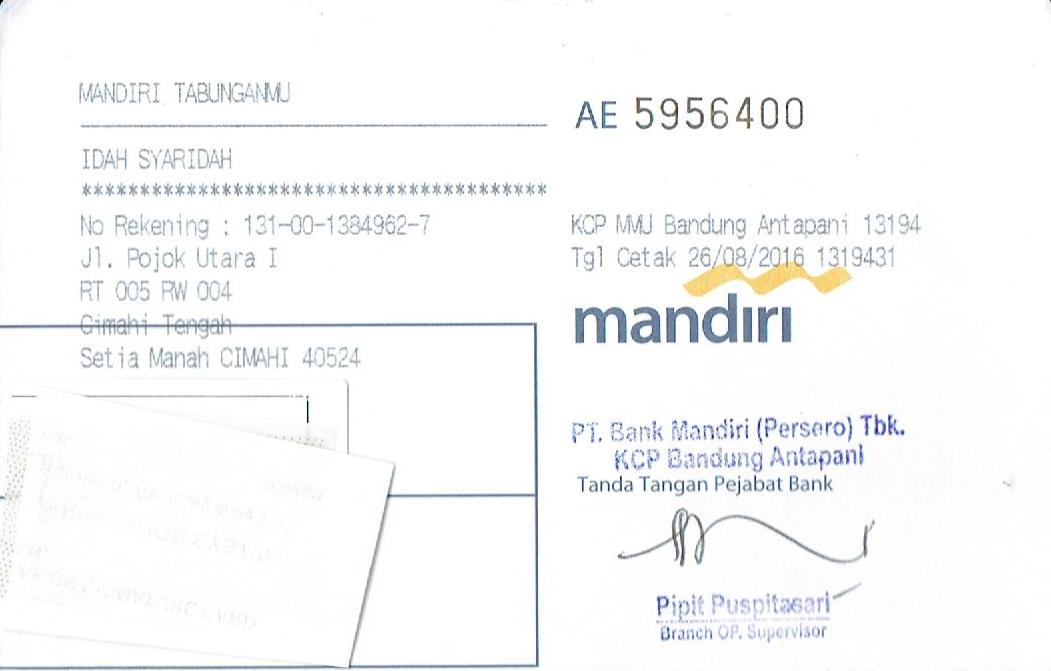 MANDIRI TABUNGANMU
AE 5956400
IDAH SYARIDAH
****************************************
No Rekening : 131-00-1384962-7
Jl. Pojok Utara I
RT 005 RW 004
Cimahi Tengah
Setia Manah CIMAHI 40524
KCP MMU Bandung Antapani 13194
Tgl Cetak 26/08/2016 1319431
mandiri
PT. Bank Mandiri (Persero) Tbk.
KCP Bandung Antapani
Tanda Tangan Pejabat Bank
Pipit Puspitasari
Branch OP. Supervisor